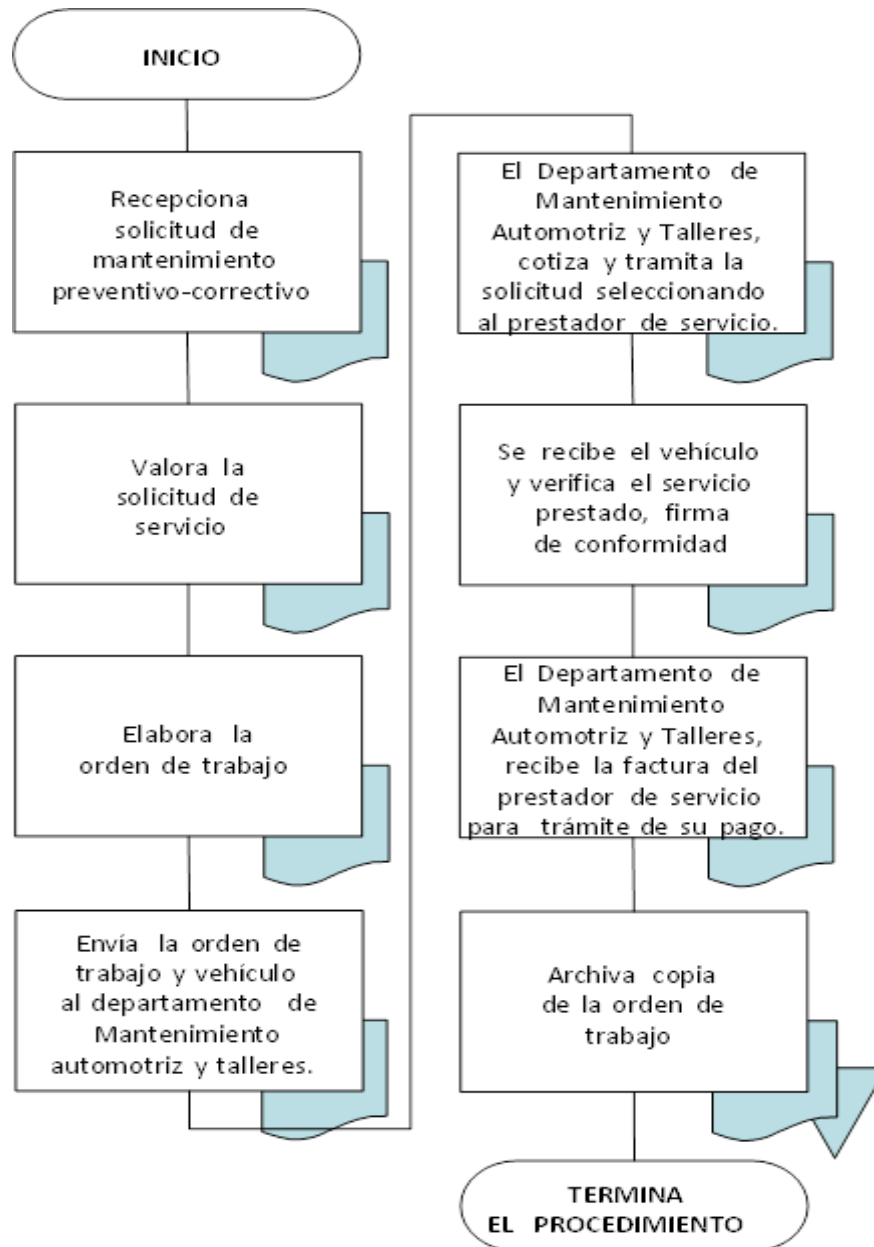 INICIO
Recepciona
solicitud de
mantenimiento
preventivo-correctivo
Valora la
solicitud de
servicio
Elabora la
orden de trabajo
Envía la orden de
trabajo y vehículo
al departamento de
Mantenimiento
automotriz y talleres.
El Departamento de
Mantenimiento
Automotriz y Talleres,
cotiza y tramita la
solicitud seleccionando
al prestador de servicio.
Se recibe el vehículo
y verifica el servicio
prestado, firma
de conformidad
El Departamento de
Mantenimiento
Automotriz y Talleres,
recibe la factura del
prestador de servicio
para trámite de su pago.
Archiva copia
de la orden de
trabajo
TERMINA
EL PROCEDIMIENTO